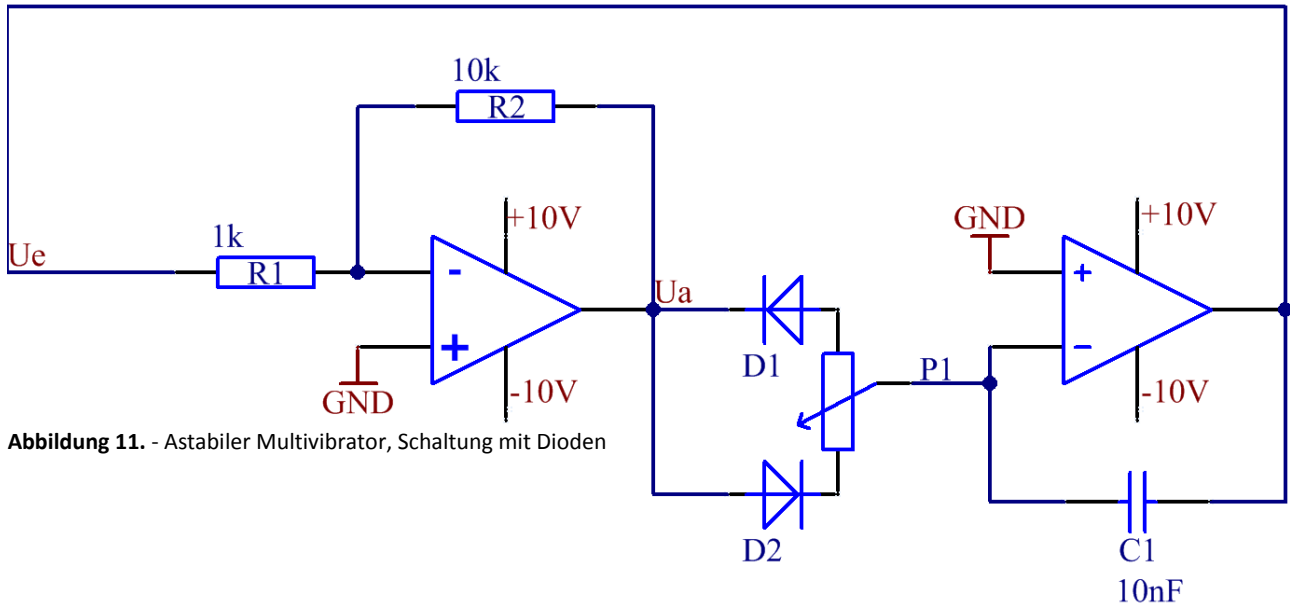 10k
R2
+10V
+10V
GND
1k
Ue
R1
-
+
Ua
+
-
P1
D1
GND
-10V
-10V
Abbildung 11. - Astabiler Multivibrator, Schaltung mit Dioden
D2
C1
10nF